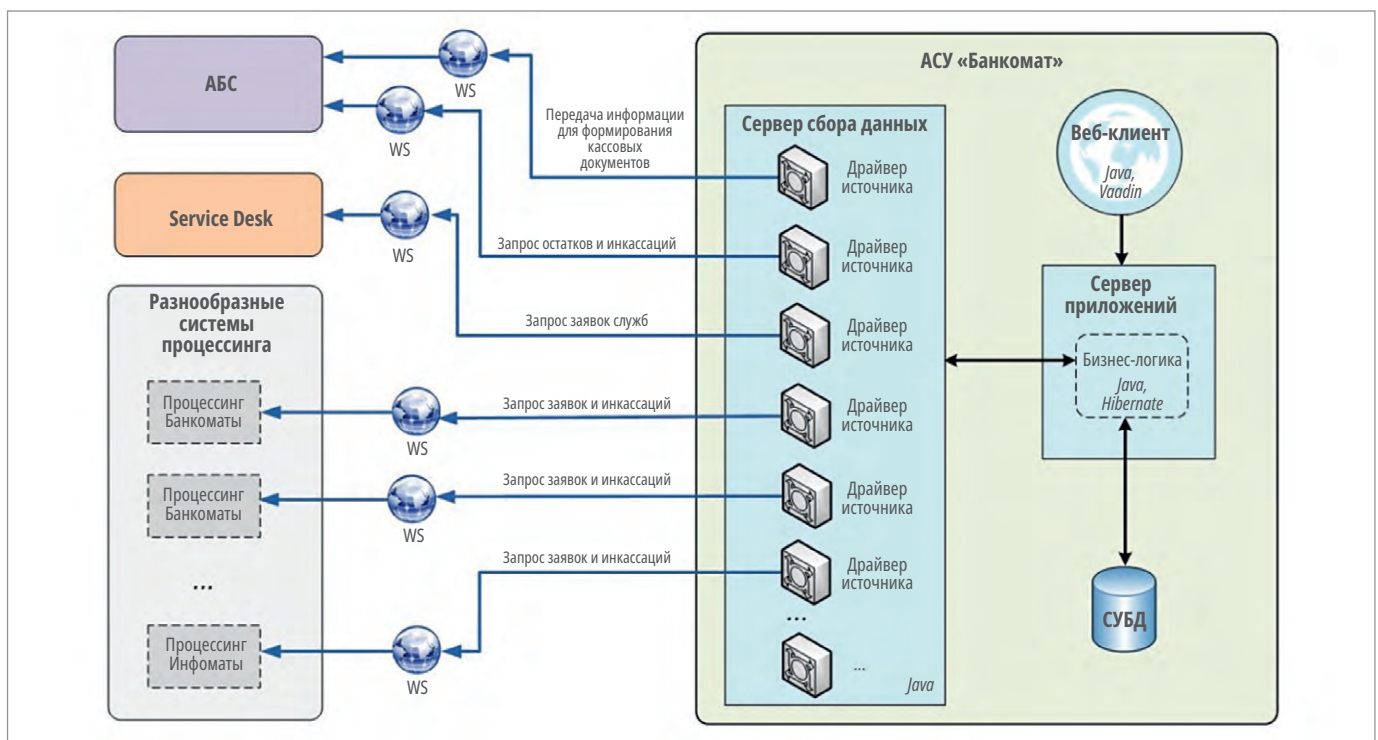 АБС
WS
WS
Service Desk
WS
Разнообразные
системы
процессинга
Процессинг
Банкоматы
WS
Процессинг
Банкоматы
WS
...
Процессинг
Инфоматы
WS
Передача информации
для формирования
кассовых
документов
Запрос остатков и инкассаций
Запрос заявок служб
Запрос заявок и инкассаций
Запрос заявок и инкассаций
Запрос заявок и инкассаций
АСУ «Банкомат»
Сервер сбора данных
Драйвер
источника
Драйвер
источника
Драйвер
источника
Драйвер
источника
Драйвер
источника
Драйвер
источника
...
...
Java
Веб-клиент
Java,
Vaadin
Сервер
приложений
Бизнес-логика
Java,
Hibernate
СУБД